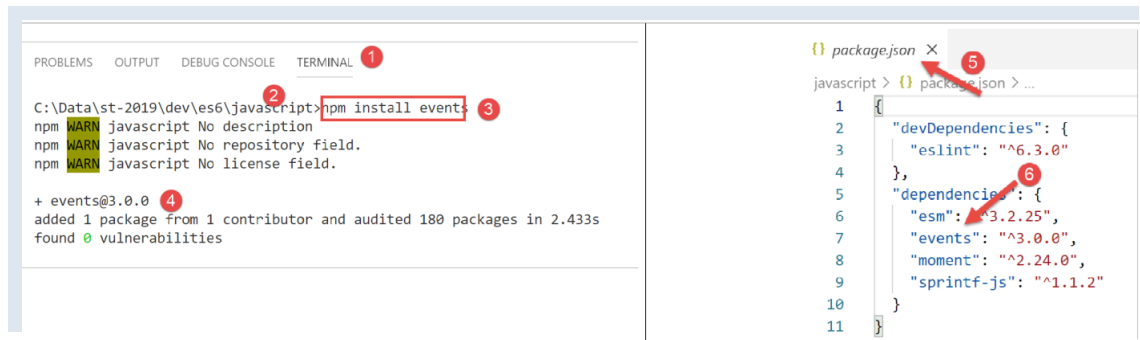 PROBLEMS OUTPUT DEBUG CONSOLE TERMINAL 1
2
C:\Data\st-2019\dev\es6\javascript>npm install events 3
npm WARN javascript No description
npm WARN javascript No repository field.
npm WARN javascript No license field.
+ events@3.0.0 4
added 1 package from 1 contributor and audited 180 packages in 2.433s
found 0 vulnerabilities
{} package.json ×
5
javascript > {} package.json > ...
1 {
2 "devDependencies": {
3 "eslint": "^6.3.0"
4 },
6
5 "dependencies": {
6 "esm": "^3.2.25",
7 "events": "^3.0.0",
8 "moment": "^2.24.0",
9 "sprintf-js": "^1.1.2"
10 }
11 }